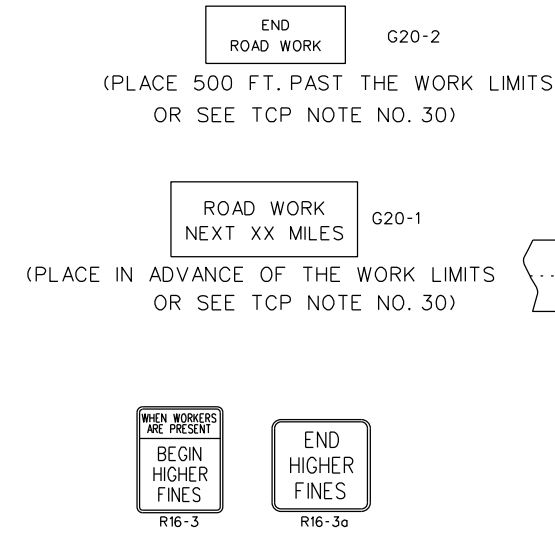 END
ROAD WORK
G20-2
(PLACE 500 FT. PAST THE WORK LIMITS
OR SEE TCP NOTE NO. 30)
ROAD WORK
NEXT XX MILES
G20-1
(PLACE IN ADVANCE OF THE WORK LIMITS
OR SEE TCP NOTE NO. 30)
WHEN WORKERS
ARE PRESENT
BEGIN
HIGHER
FINES
R16-3
END
HIGHER
FINES
R16-3a